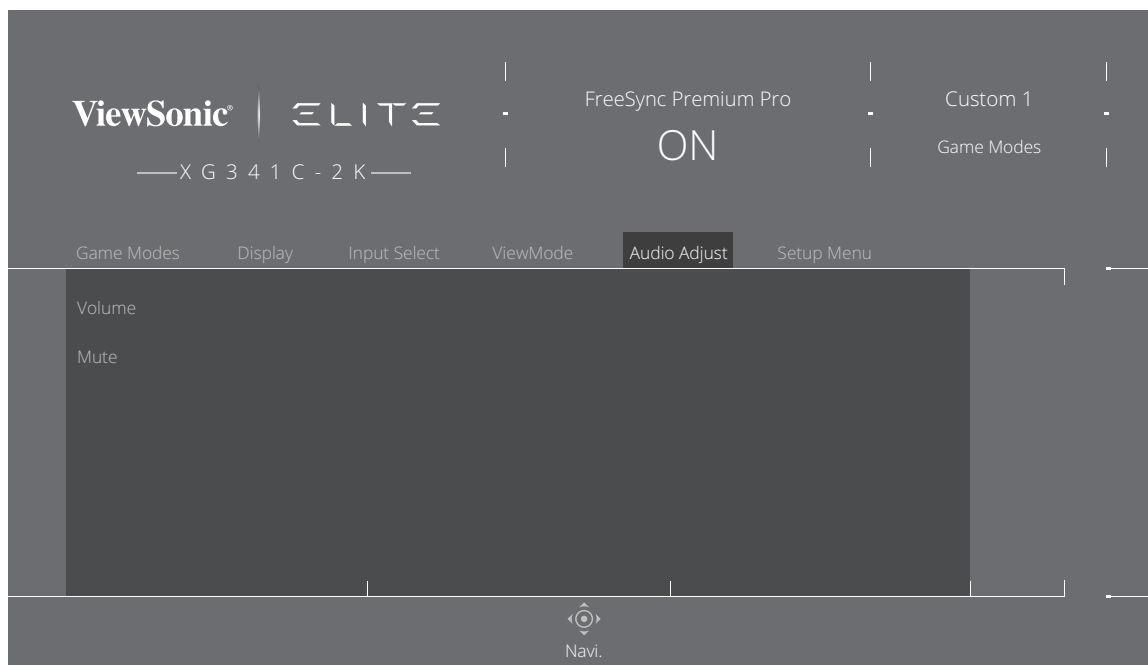 ViewSonic® ELITE
XG341C-2K
FreeSync Premium Pro
ON
Custom 1
Game Modes
Game Modes Display Input Select ViewMode Audio Adjust Setup Menu
Volume
Mute
Navi.